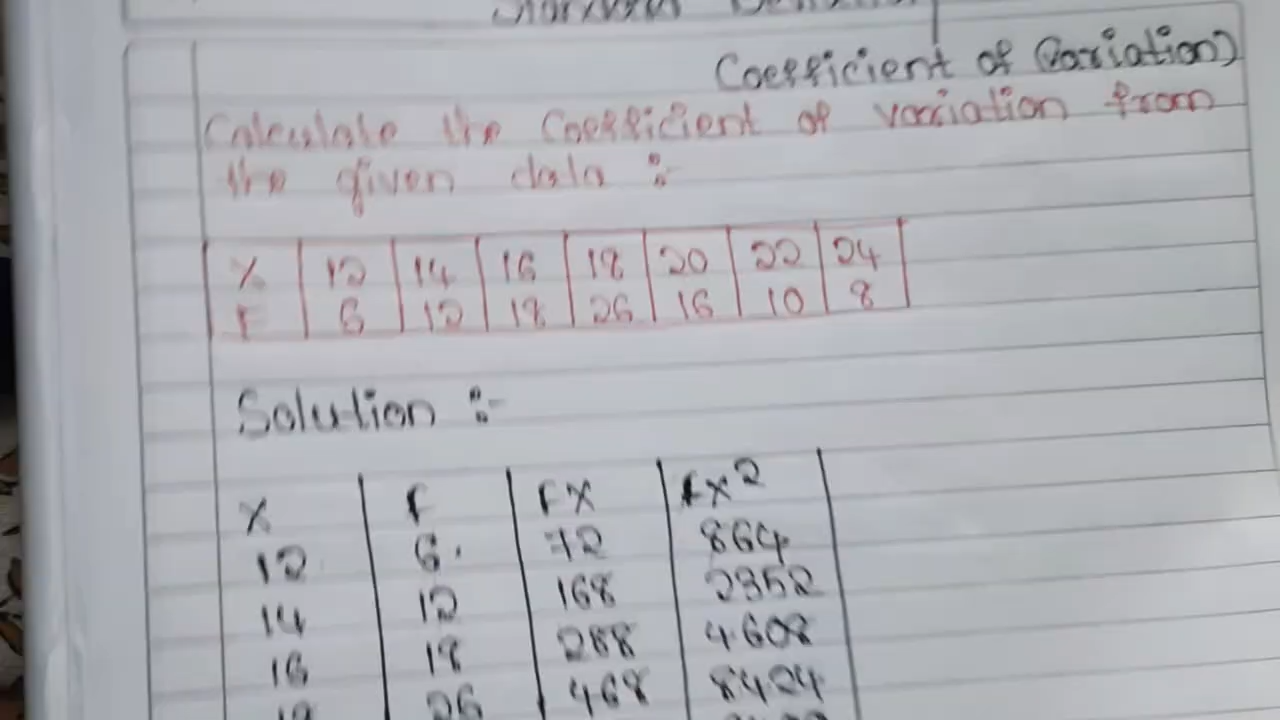 Coefficient of (Variation)
Calculate the Coefficient of variation from
the given data :-
X 12 14 16 18 20 22 24
F 6 12 18 26 16 10 8
Solution :-
X F FX FX2
12 6. 72 864
14 12 168 2352
16 18 288 4608
18 26 468 8424